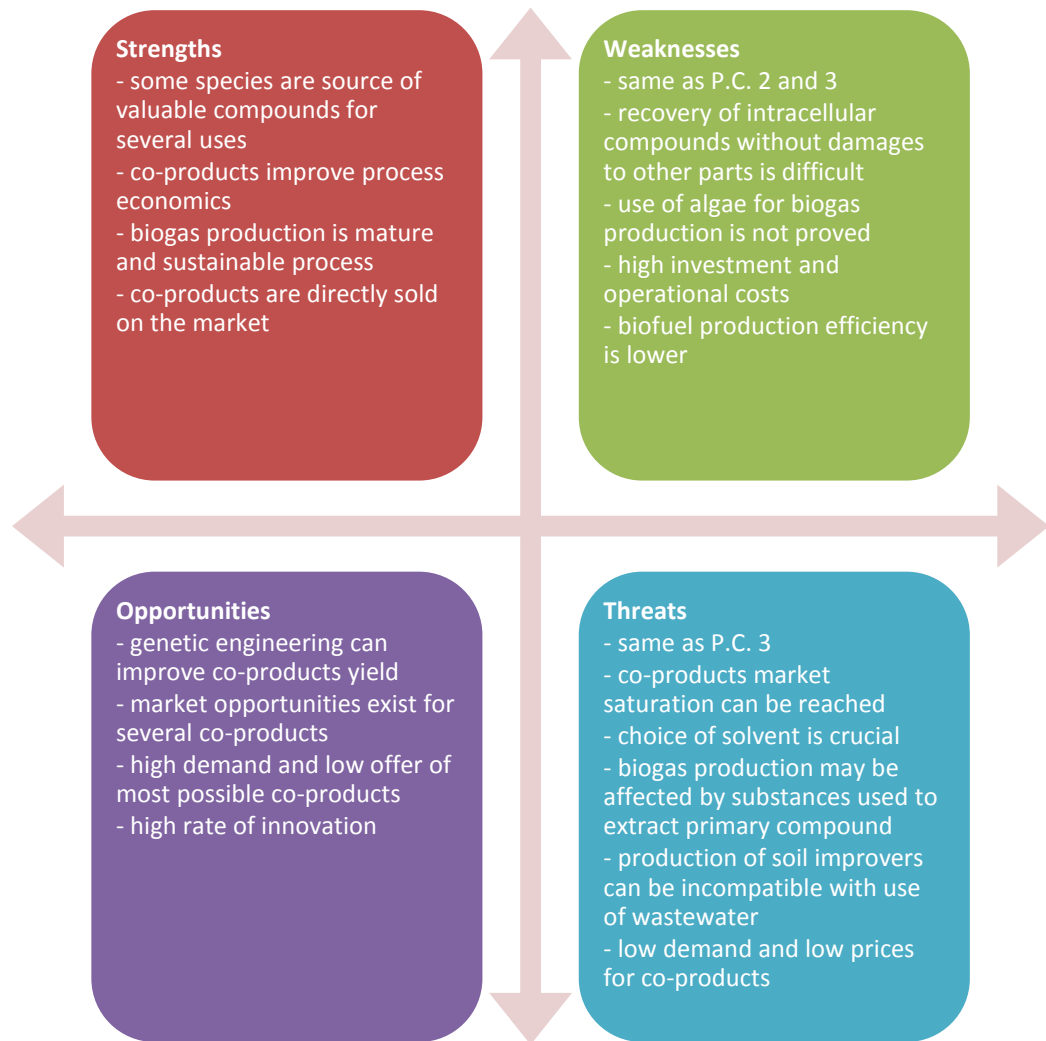 Strengths
- some species are source of
valuable compounds for
several uses
- co-products improve process
economics
- biogas production is mature
and sustainable process
- co-products are directly sold
on the market
Weaknesses
- same as P.C. 2 and 3
- recovery of intracellular
compounds without damages
to other parts is difficult
- use of algae for biogas
production is not proved
- high investment and
operational costs
- biofuel production efficiency
is lower
Opportunities
- genetic engineering can
improve co-products yield
- market opportunities exist for
several co-products
- high demand and low offer of
most possible co-products
- high rate of innovation
Threats
- same as P.C. 3
- co-products market
saturation can be reached
- choice of solvent is crucial
- biogas production may be
affected by substances used to
extract primary compound
- production of soil improvers
can be incompatible with use
of wastewater
- low demand and low prices
for co-products